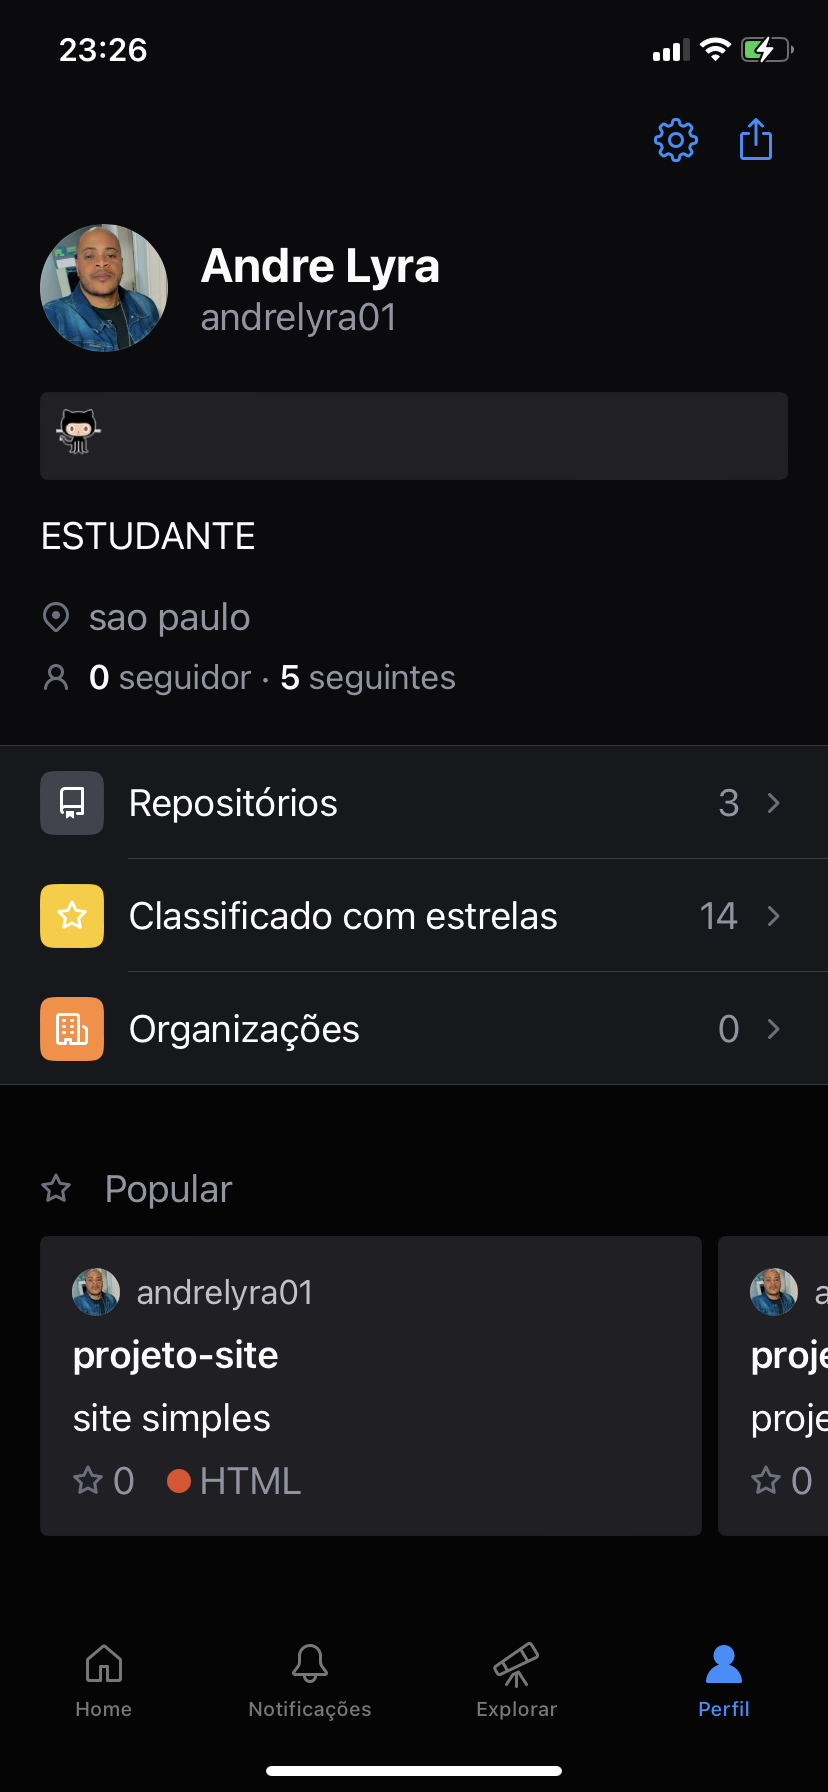 23:26
Andre Lyra
andrelyra01
ESTUDANTE
sao paulo
0 seguidor · 5 seguintes
Repositórios 3
Classificado com estrelas 14
Organizações 0
Popular
andrelyra01 a
projeto-site proje
site simples proje
0 HTML 0
Home Notificações Explorar Perfil